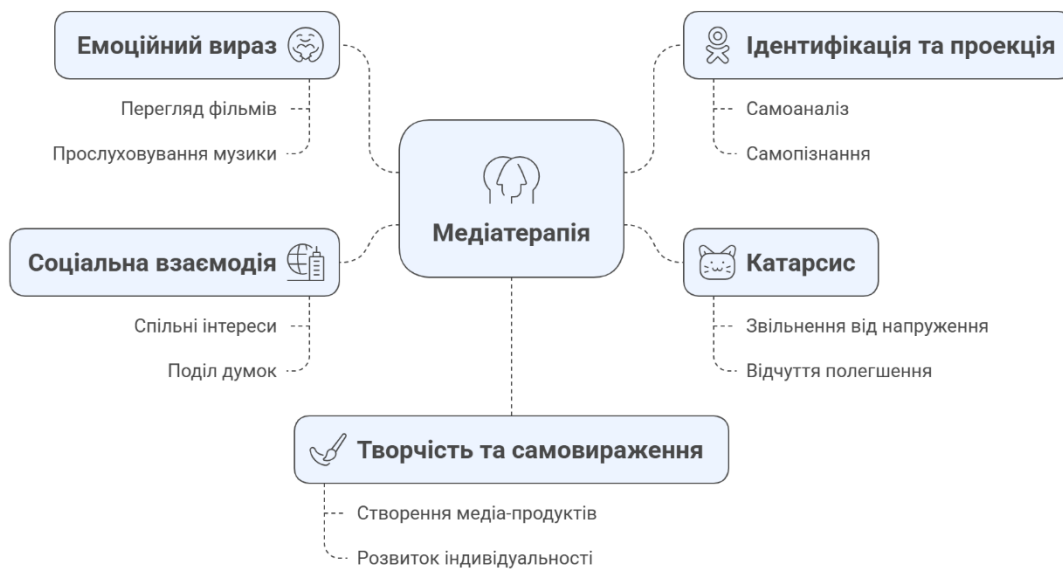 Емоційний вираз
Перегляд фільмів
Прослуховування музики
Ідентифікація та проекція
Самоаналіз
Самопізнання
Медіатерапія
Соціальна взаємодія
Спільні інтереси
Поділ думок
Катарсис
Звільнення від напруження
Відчуття полегшення
Творчість та самовираження
Створення медіа-продуктів
Розвиток індивідуальності